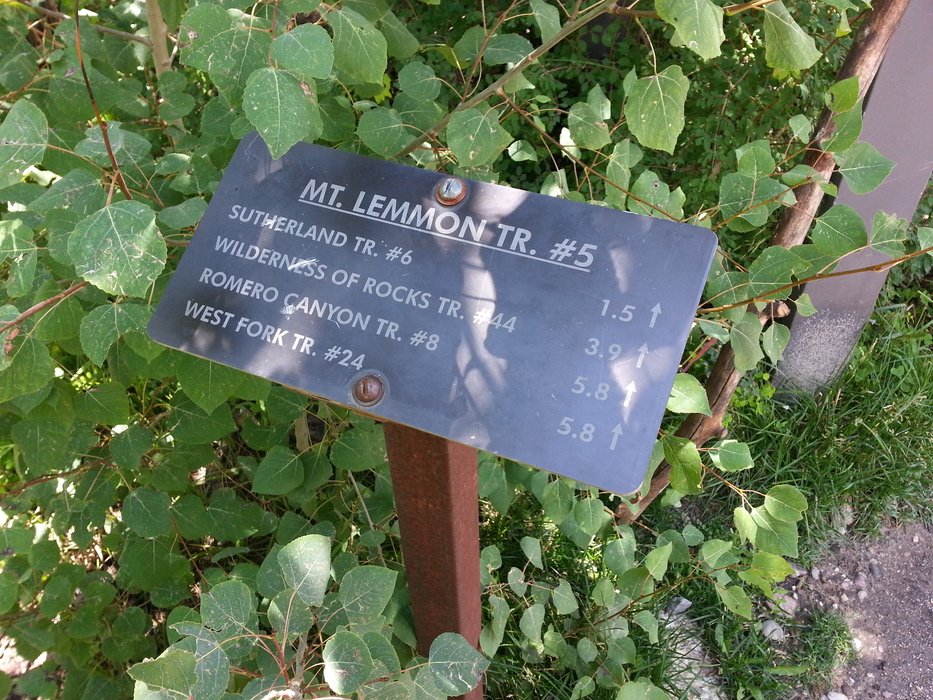 MT. LEMMON TR. #5
SUTHERLAND TR. #6 1.5 ↑
WILDERNESS OF ROCKS TR. #44 3.9 ↑
ROMERO CANYON TR. #8 5.8 ↑
WEST FORK TR. #24 5.8 ↑